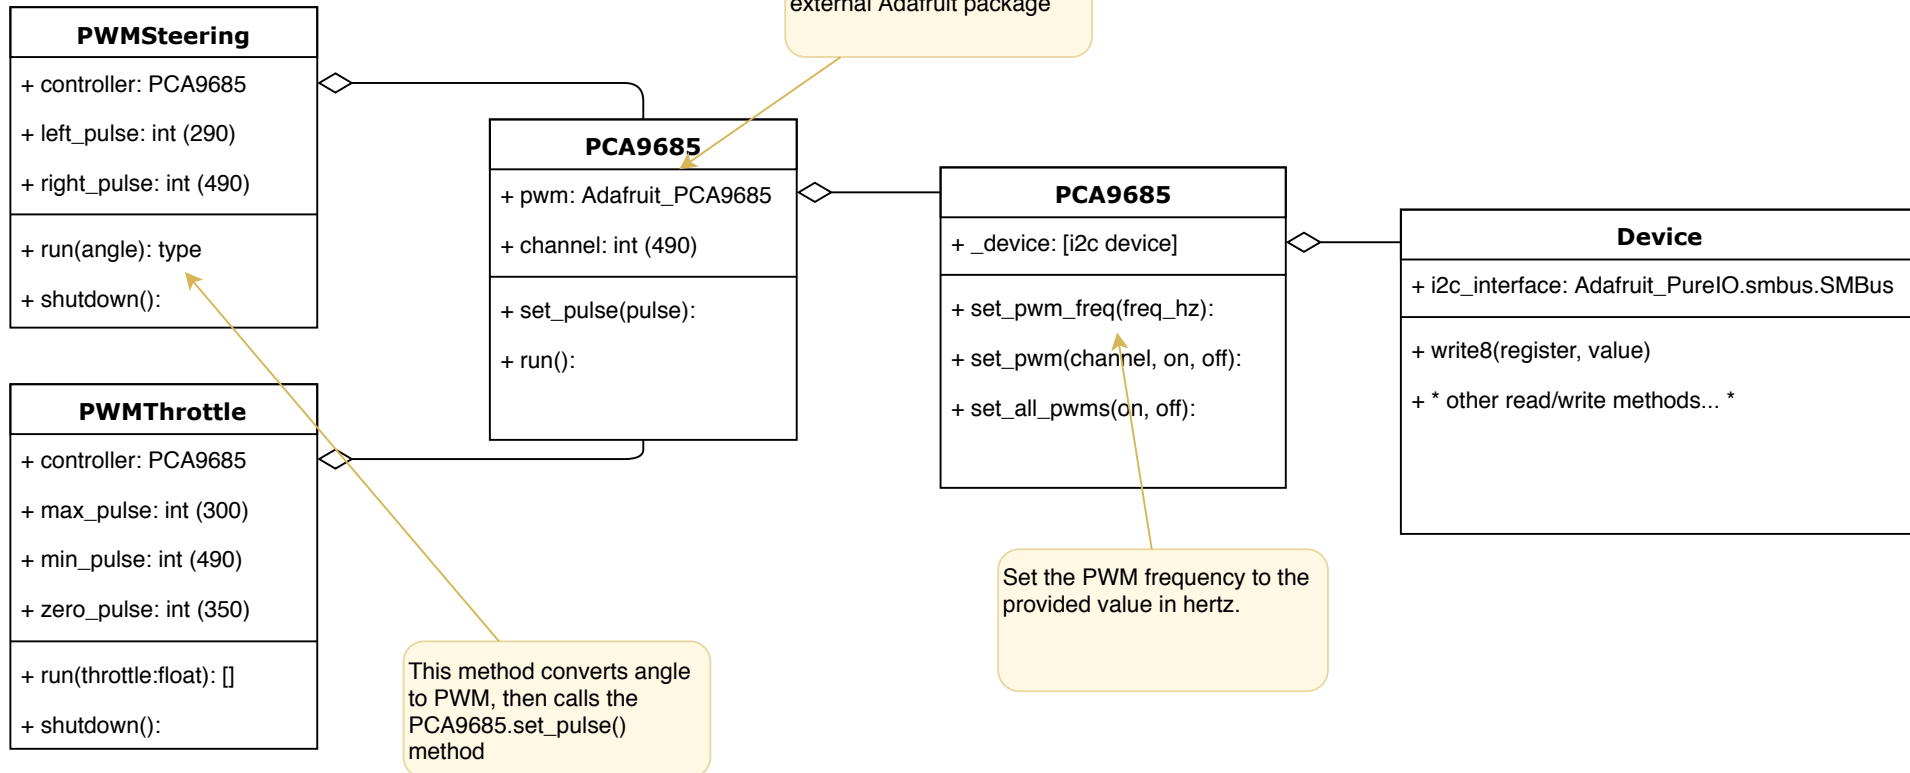 external Adafruit package
PWMSteering
+ controller: PCA9685
+ left_pulse: int (290)
+ right_pulse: int (490)
+ run(angle): type
+ shutdown():
PCA9685
+ pwm: Adafruit_PCA9685
+ channel: int (490)
+ set_pulse(pulse):
+ run():
PCA9685
+ _device: [i2c device]
+ set_pwm_freq(freq_hz):
+ set_pwm(channel, on, off):
+ set_all_pwms(on, off):
Device
+ i2c_interface: Adafruit_PureIO.smbus.SMBus
+ write8(register, value)
+ * other read/write methods... *
PWMThrottle
+ controller: PCA9685
+ max_pulse: int (300)
+ min_pulse: int (490)
+ zero_pulse: int (350)
+ run(throttle:float): []
+ shutdown():
This method converts angle
to PWM, then calls the
PCA9685.set_pulse()
method
Set the PWM frequency to the
provided value in hertz.